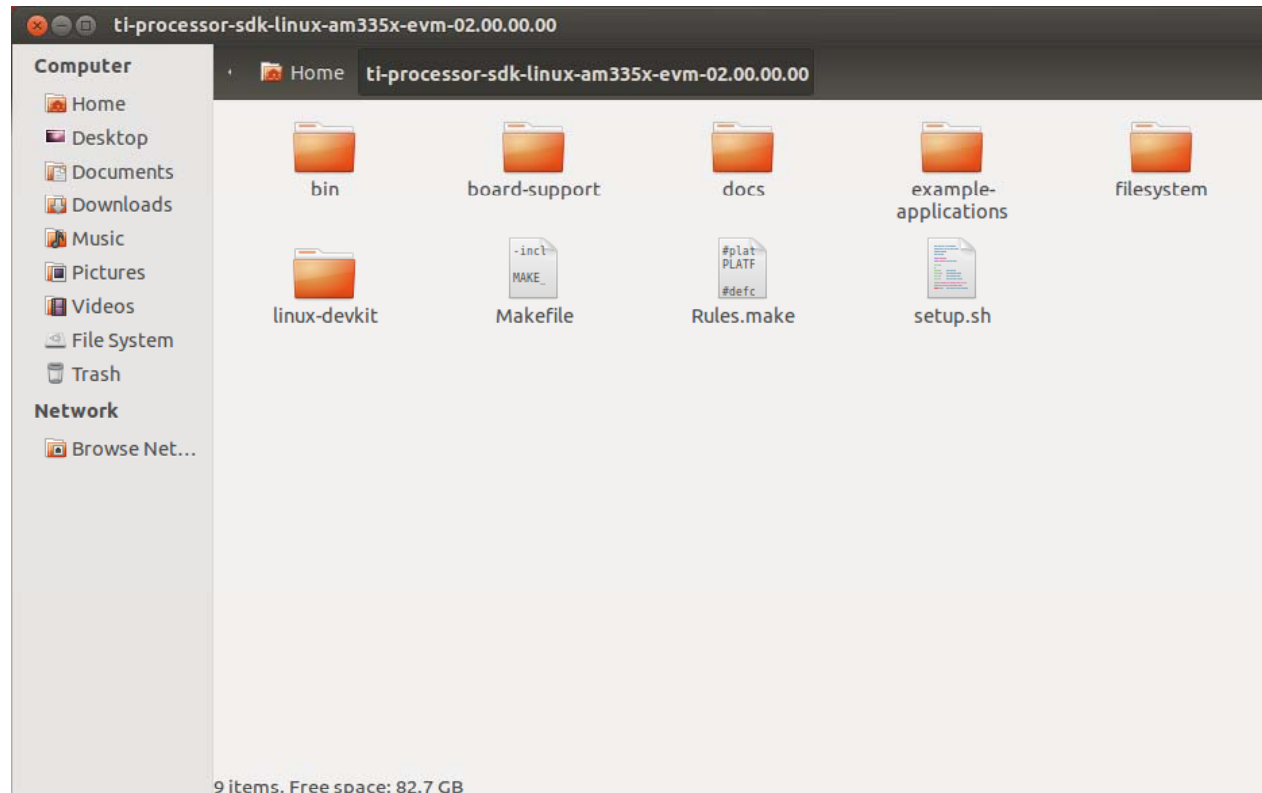 ti-processor-sdk-linux-am335x-evm-02.00.00.00
Computer
Home
Desktop
Documents
Downloads
Music
Pictures
Videos
File System
Trash
Network
Browse Net...
Home ti-processor-sdk-linux-am335x-evm-02.00.00.00
bin board-support docs example-
applications filesystem
-incl
MAKE_
#plat
PLATF
#defc
linux-devkit Makefile Rules.make setup.sh
9 items, Free space: 82.7 GB